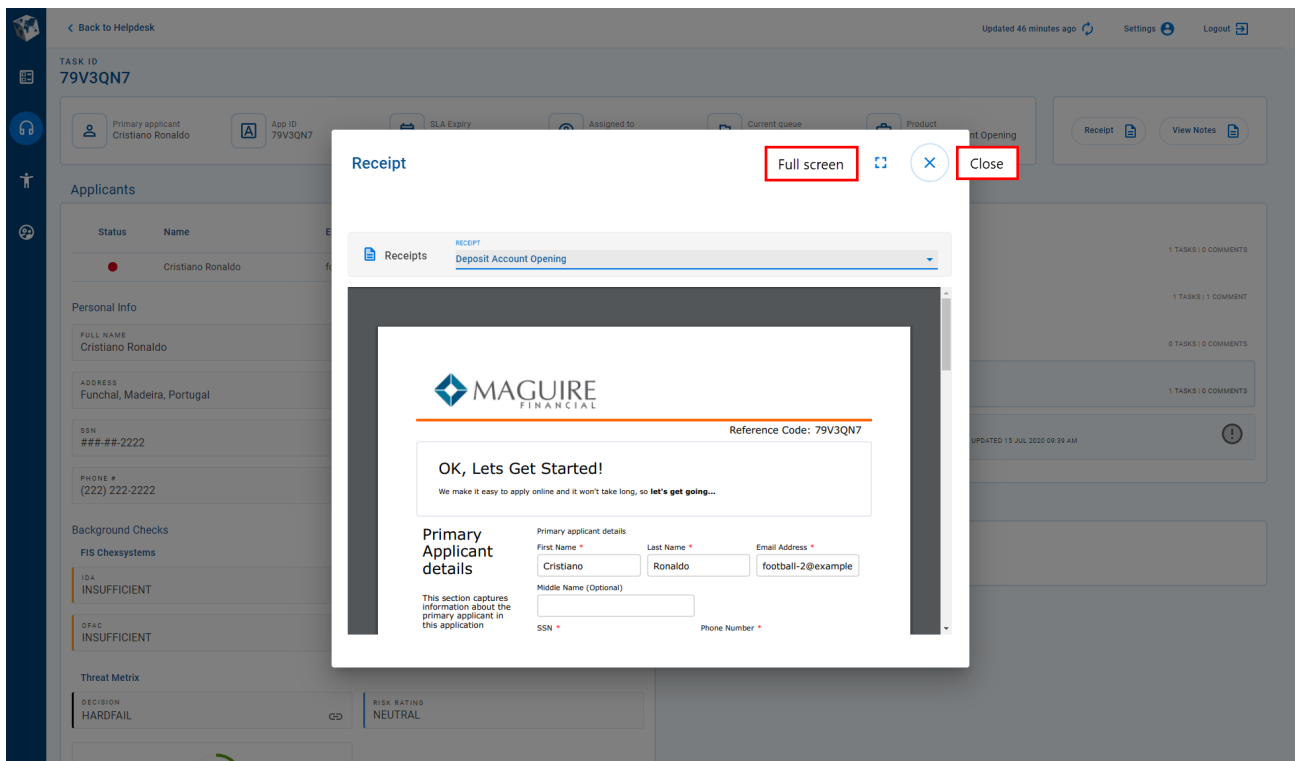 Back to Helpdesk
Updated 46 minutes ago
Settings
Logout
TASK ID
79V3QN7
Primary applicant
Cristiano Ronaldo
App ID
79V3QN7
SLA Expiry
Assigned to
Current queue
Product
nt Opening
Receipt
View Notes
Applicants
Status Name E
Cristiano Ronaldo fo
1 TASKS | 0 COMMENTS
1 TASKS | 1 COMMENT
0 TASKS | 0 COMMENTS
1 TASKS | 0 COMMENTS
UPDATED 15 JUL 2020 09:39 AM
Personal Info
FULL NAME
Cristiano Ronaldo
ADDRESS
Funchal, Madeira, Portugal
SSN
###-##-2222
PHONE #
(222) 222-2222
Background Checks
FIS Chexsystems
IDA
INSUFFICIENT
OFAC
INSUFFICIENT
Threat Metrix
DECISION
HARDFAIL
RISK RATING
NEUTRAL
Receipt
Full screen
Close
Receipts
RECEIPT
Deposit Account Opening
MAGUIRE
FINANCIAL
Reference Code: 79V3QN7
OK, Lets Get Started!
We make it easy to apply online and it won't take long, so let's get going...
Primary
Applicant
details
This section captures
information about the
primary applicant in
this application
Primary applicant details
First Name * Last Name * Email Address *
Cristiano Ronaldo football-2@example
Middle Name (Optional)
SSN * Phone Number *